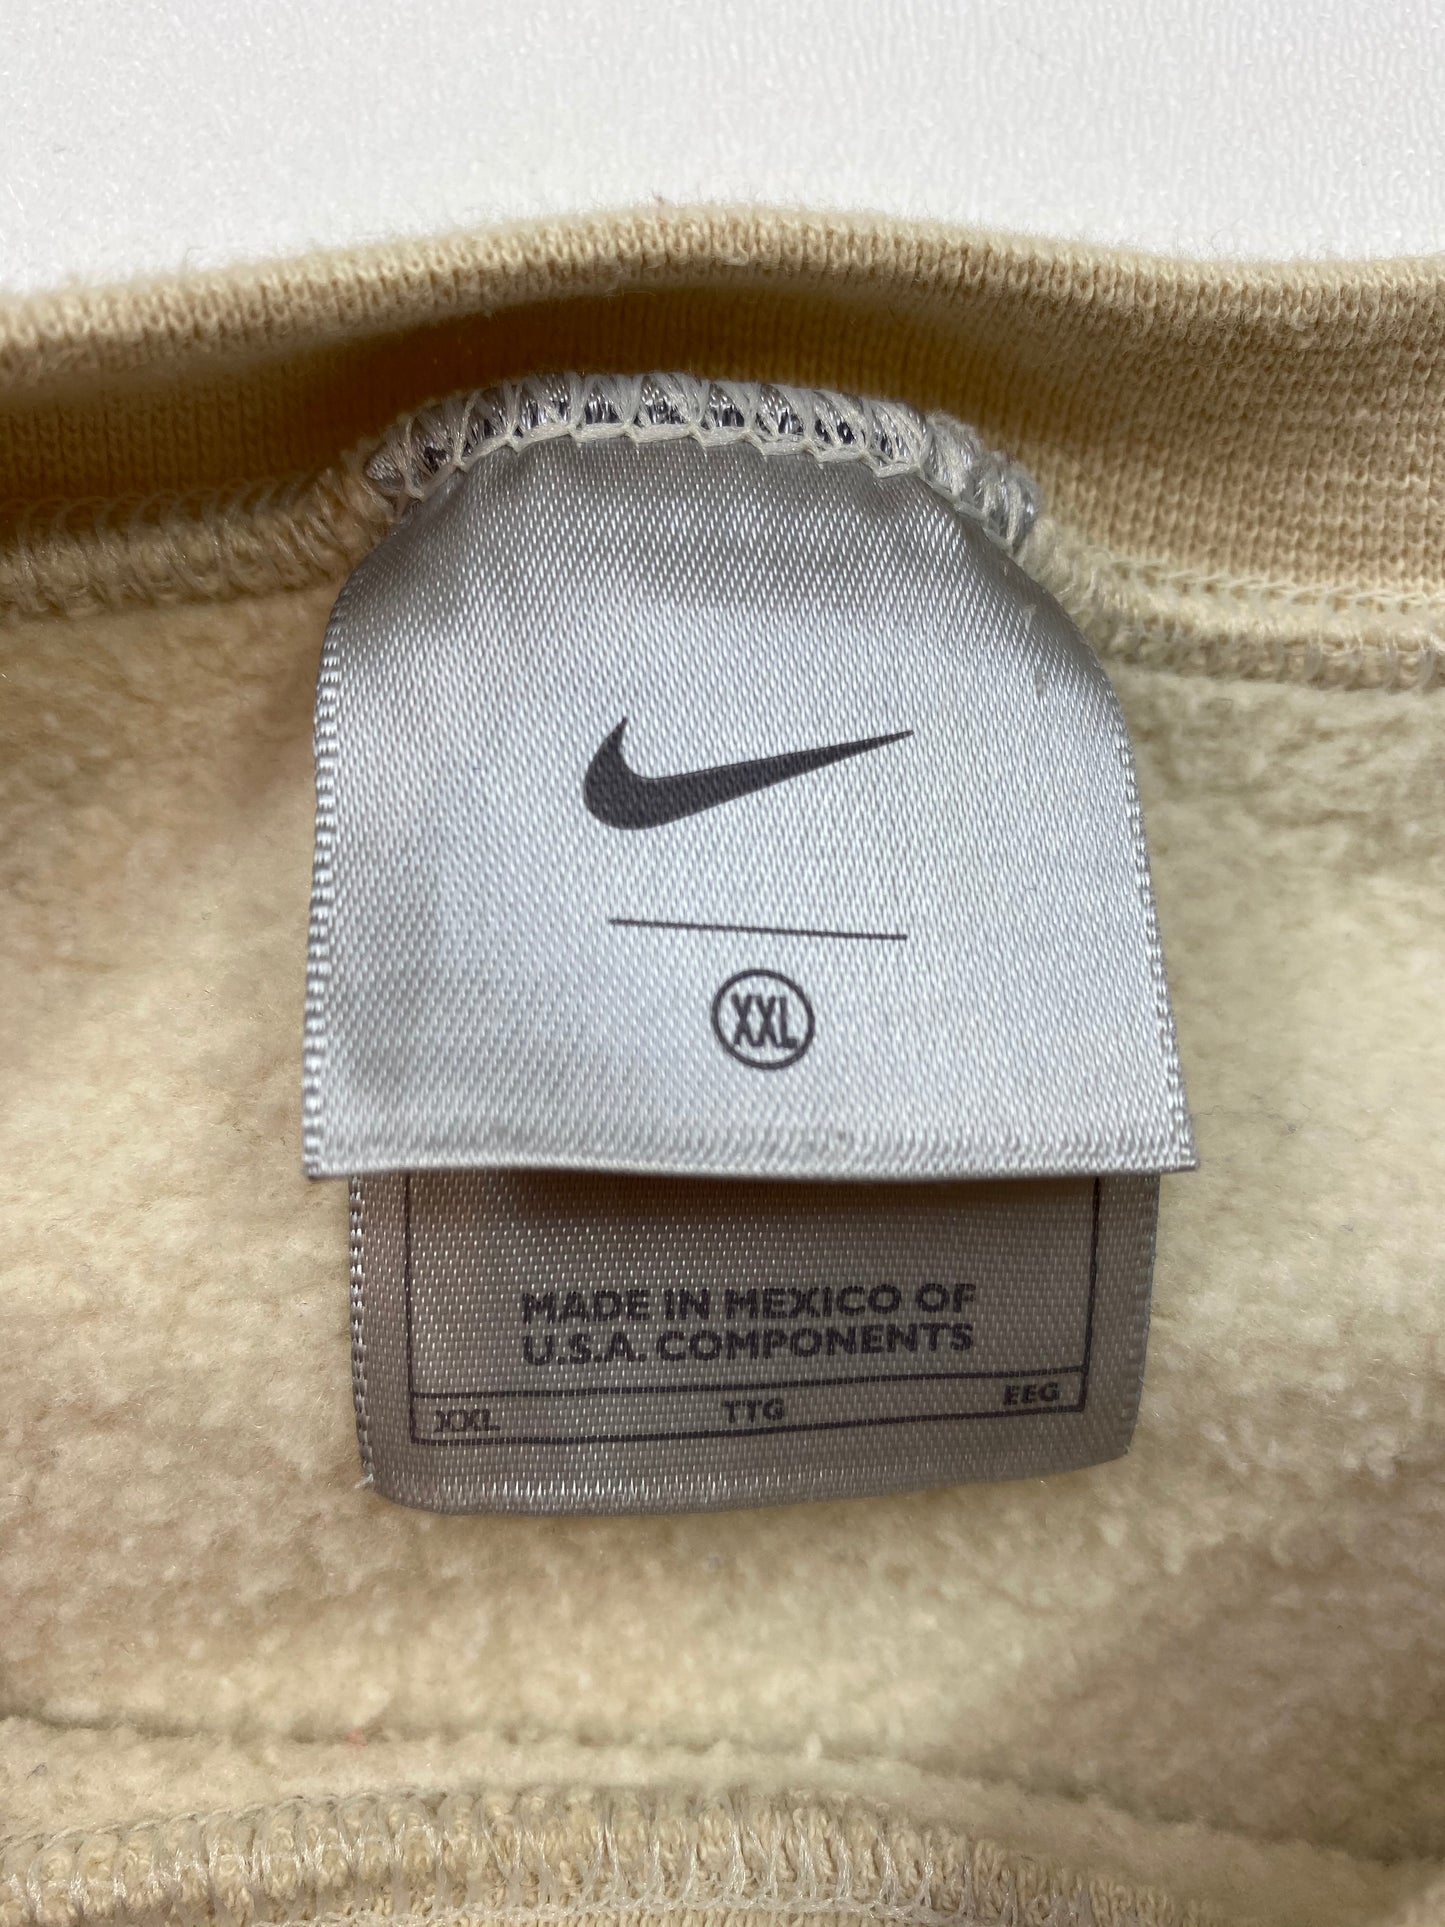 XXL
MADE IN MEXICO OF
U.S.A. COMPONENTS
XXL TTG EEG